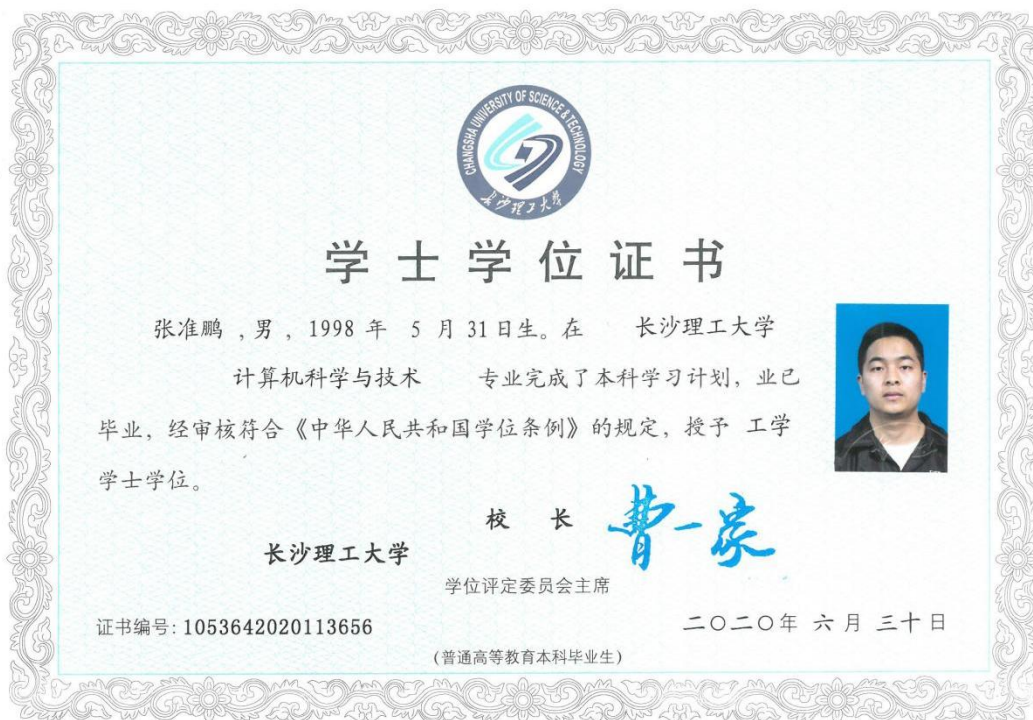 CHANGSHA UNIVERSITY OF SCIENCE & TECHNOLOGY
长沙理工大学
学士学位证书
张准鹏 ,男 , 1998 年 5 月 31 日生。在 长沙理工大学
计算机科学与技术 专业完成了本科学习计划，业已
毕业，经审核符合《中华人民共和国学位条例》的规定，授予 工学
学士学位。
校 长 曹一家
长沙理工大学
学位评定委员会主席
证书编号: 1053642020113656
二〇二〇年 六 月 三十 日
(普通高等教育本科毕业生)